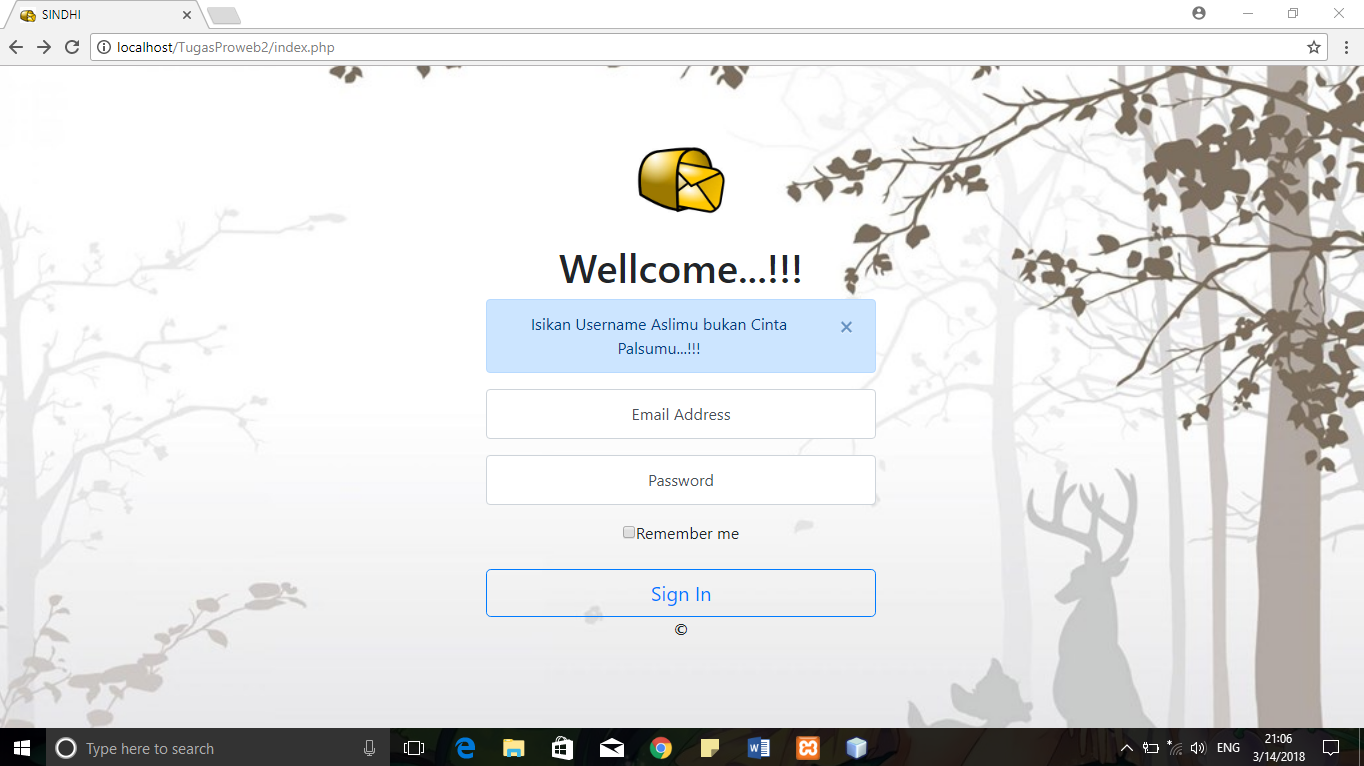 SINDHI
localhost/TugasProweb2/index.php
Wellcome...!!!
Isikan Username Aslimu bukan Cinta
Palsumu...!!!
Email Address
Password
Remember me
Sign In
©
Type here to search
ENG
21:06
3/14/2018